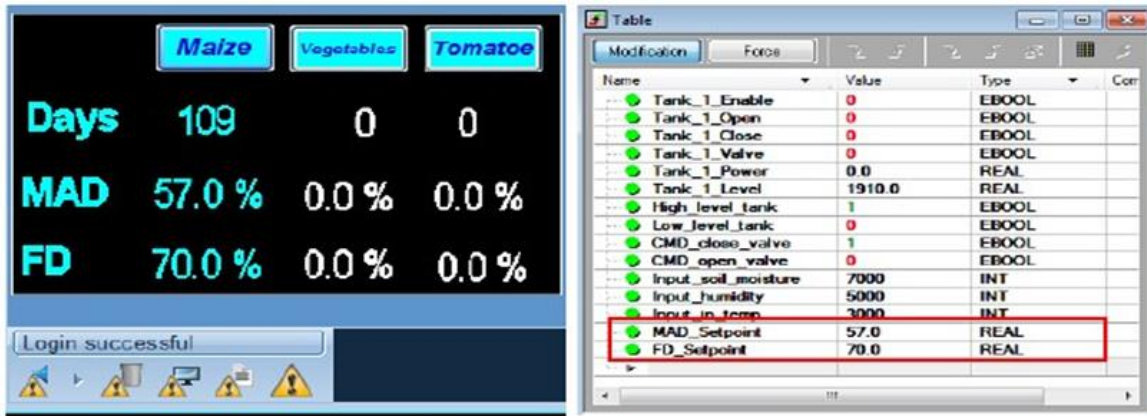 Maize Vegetables Tomatoe
Days 109 0 0
MAD 57.0 % 0.0 % 0.0 %
FD 70.0 % 0.0 % 0.0 %
Login successful
Table
Modification Force
Name Value Type Com
Tank_1_Enable 0 EBOOL
Tank_1_Open 0 EBOOL
Tank_1_Close 0 EBOOL
Tank_1_Valve 0 EBOOL
Tank_1_Power 0.0 REAL
Tank_1_Level 1910.0 REAL
High_level_tank 1 EBOOL
Low_level_tank 0 EBOOL
CMD_close_valve 1 EBOOL
CMD_open_valve 0 EBOOL
Input_soil_moisture 7000 INT
Input_humidity 5000 INT
Input_in_temp 3000 INT
MAD_Setpoint 57.0 REAL
FD_Setpoint 70.0 REAL